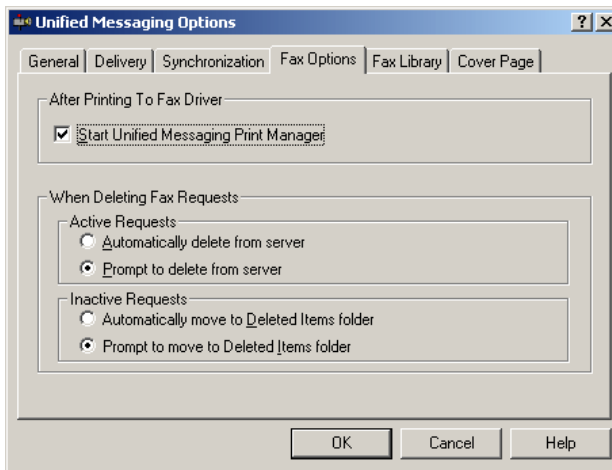 Unified Messaging Options
General Delivery Synchronization Fax Options Fax Library Cover Page
After Printing To Fax Driver
Start Unified Messaging Print Manager
When Deleting Fax Requests
Active Requests
Automatically delete from server
Prompt to delete from server
Inactive Requests
Automatically move to Deleted Items folder
Prompt to move to Deleted Items folder
OK Cancel Help